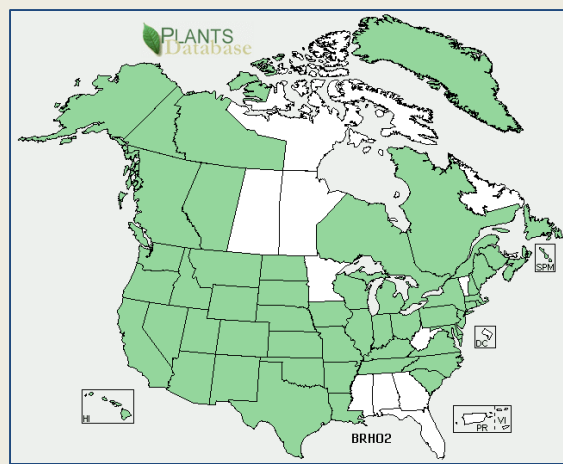 PLANTS
Database
SPM
DC
HI
PR
VI
BRHO2